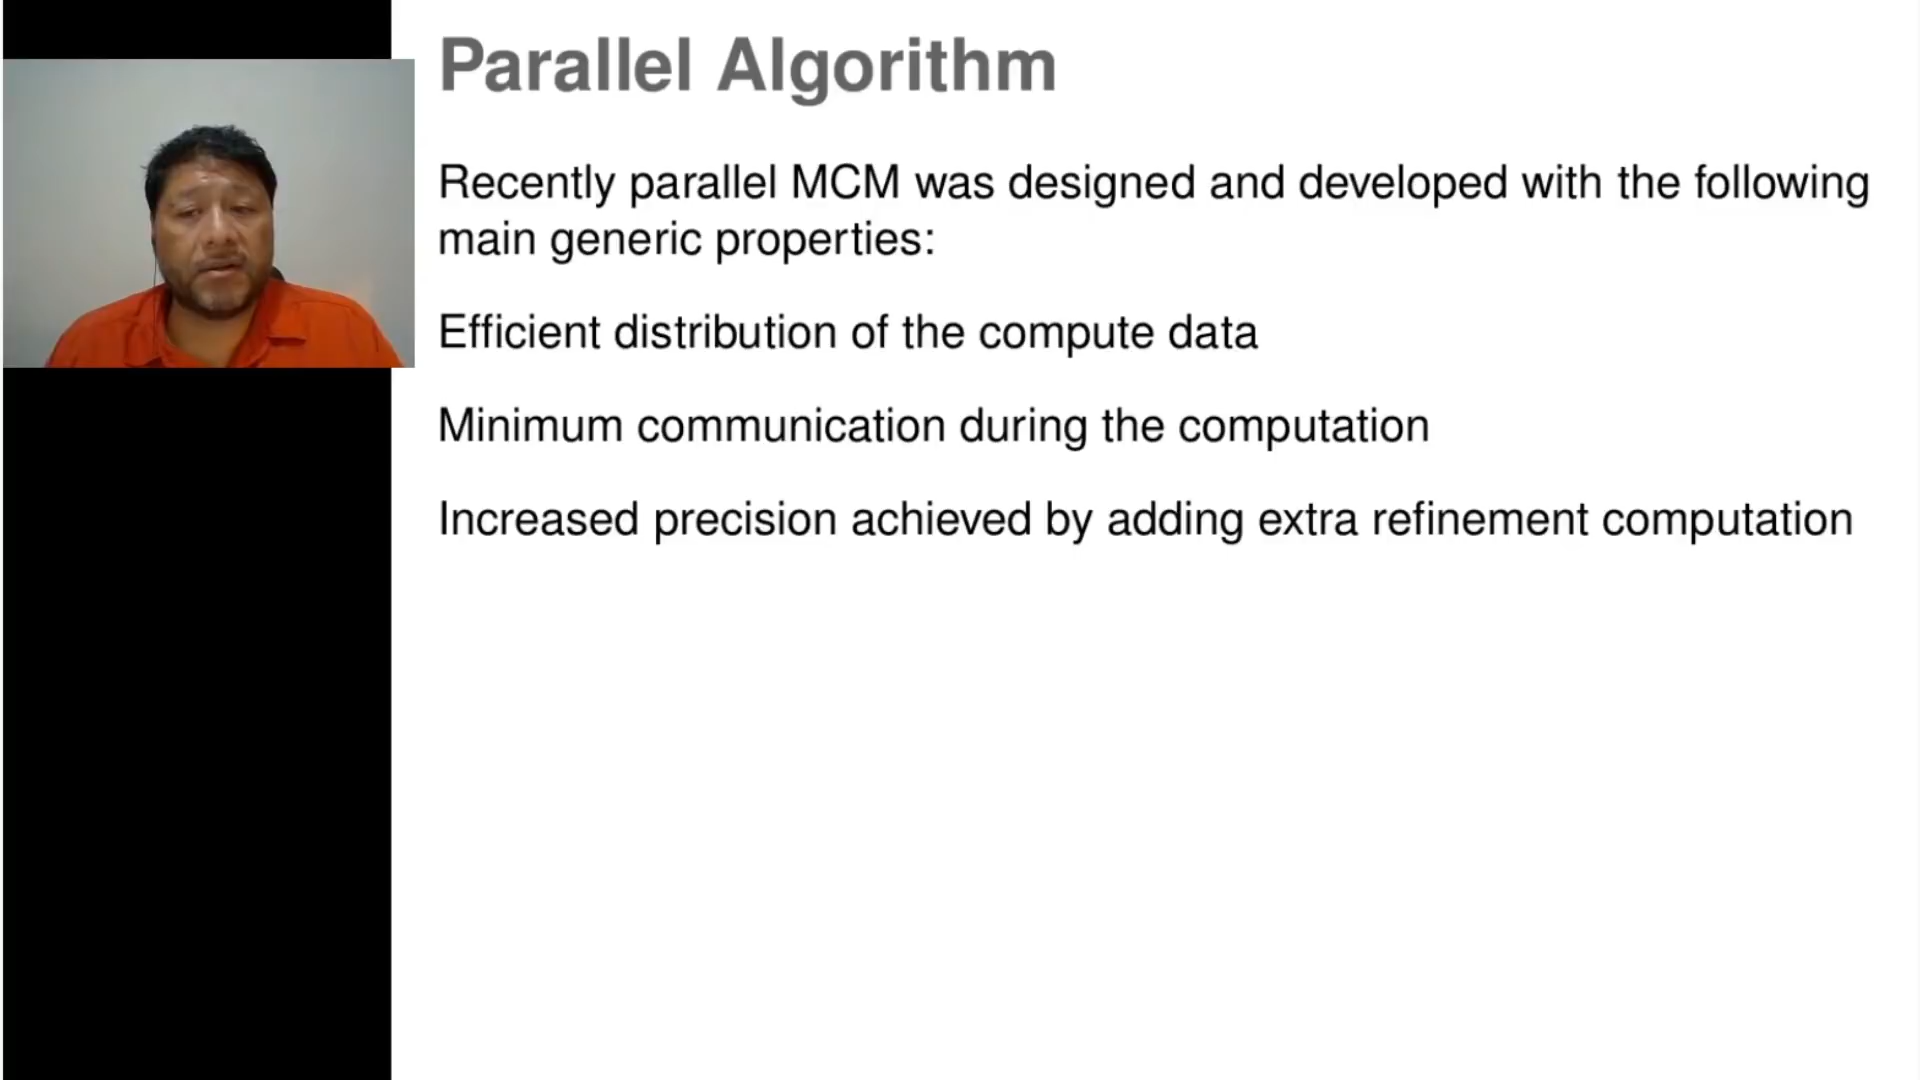 Parallel Algorithm
Recently parallel MCM was designed and developed with the following
main generic properties:
Efficient distribution of the compute data
Minimum communication during the computation
Increased precision achieved by adding extra refinement computation